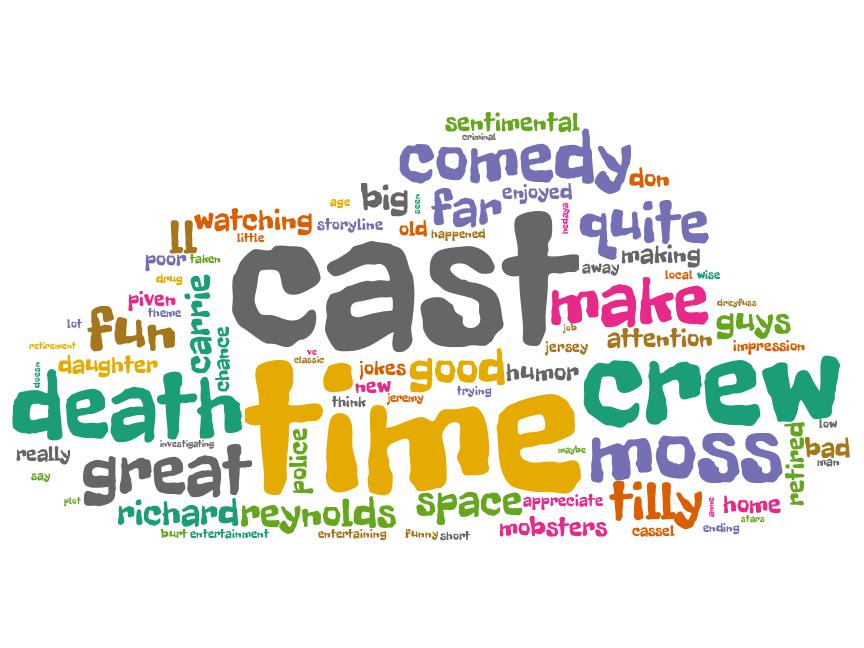 sentimental
criminal
comedy
don
age
big
seen
far
enjoyed
hedaya
quite
ll
watching
little
storyline
old
happened
cast
making
away
local
wise
poor
taken
drug
piven
theme
carrie
make
dreyfuss
guys
lot
fun
chance
job
jersey
attention
impression
retirement
daughter
doesn
ve
classic
jokes
good
humor
new
jeremy
trying
think
crew
death
time
low
really
investigating
police
maybe
moss
retired
bad
man
say
great
plot
richard
reynolds
space
appreciate
tilly
anne
home
stars
burt
entertainment
entertaining
funny
short
mobsters
cassel
ending